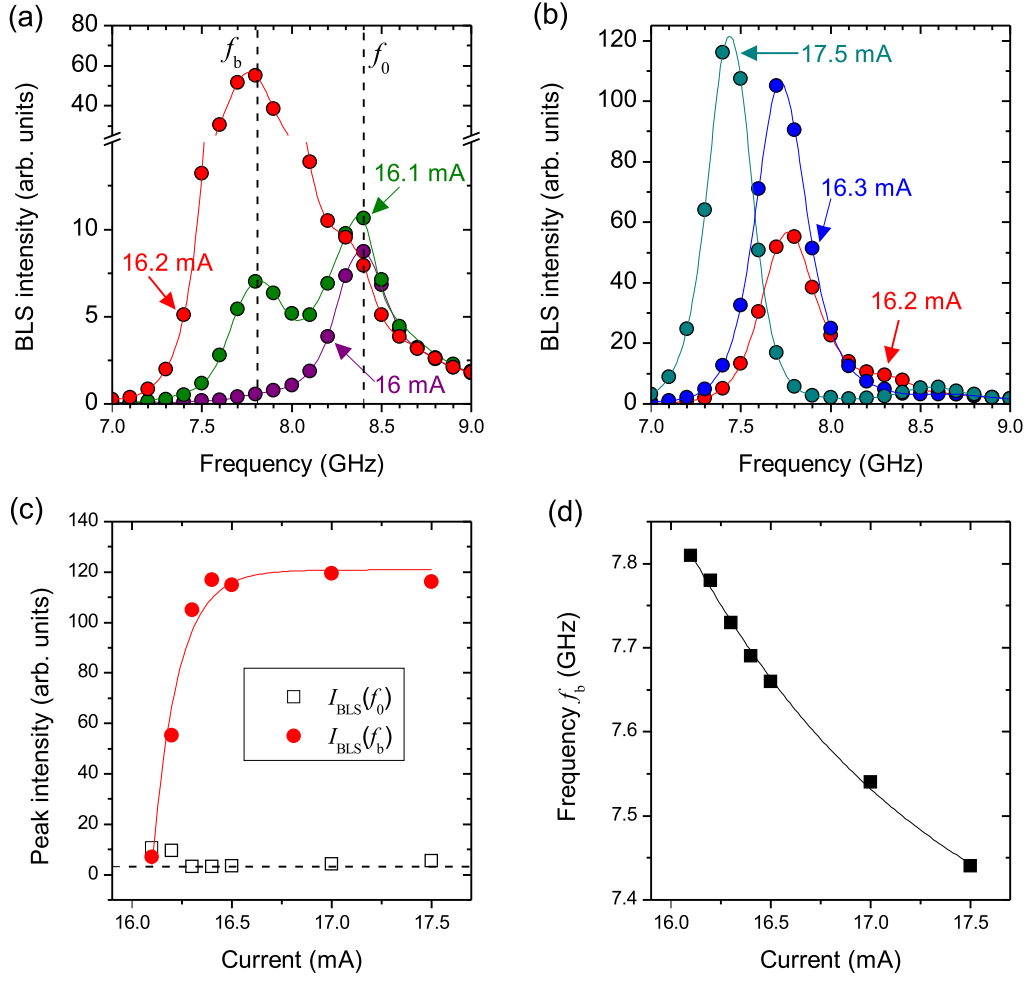 (a)
BLS intensity (arb. units)
80
60
50
40
10
5
0
f_b
f_0
16.1 mA
16.2 mA
16 mA
7.0 7.5 8.0 8.5 9.0
Frequency (GHz)
(b)
BLS intensity (arb. units)
120
100
80
60
40
20
0
17.5 mA
16.3 mA
16.2 mA
7.0 7.5 8.0 8.5 9.0
Frequency (GHz)
(c)
Peak intensity (arb. units)
140
120
100
80
60
40
20
0
I_BLS(f_0)
I_BLS(f_b)
16.0 16.5 17.0 17.5
Current (mA)
(d)
Frequency f_b (GHz)
7.8
7.7
7.6
7.5
7.4
16.0 16.5 17.0 17.5
Current (mA)